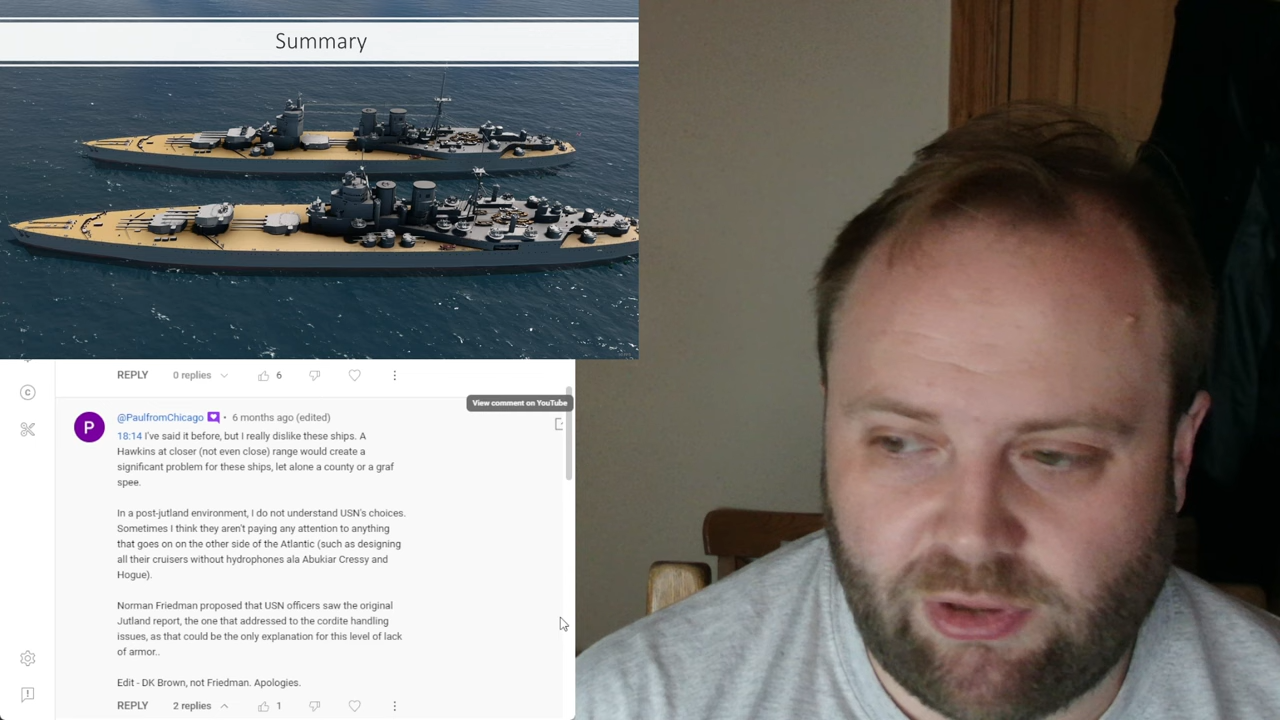 Summary
REPLY 0 replies 6
View comment on YouTube
P
@PaulfromChicago • 6 months ago (edited)
18:14 I've said it before, but I really dislike these ships. A
Hawkins at closer (not even close) range would create a
significant problem for these ships, let alone a county or a graf
spee.
In a post-jutland environment, I do not understand USN's choices.
Sometimes I think they aren't paying any attention to anything
that goes on on the other side of the Atlantic (such as designing
all their cruisers without hydrophones ala Abukiar Cressy and
Hogue).
Norman Friedman proposed that USN officers saw the original
Jutland report, the one that addressed to the cordite handling
issues, as that could be the only explanation for this level of lack
of armor..
Edit - DK Brown, not Friedman. Apologies.
REPLY 2 replies 1